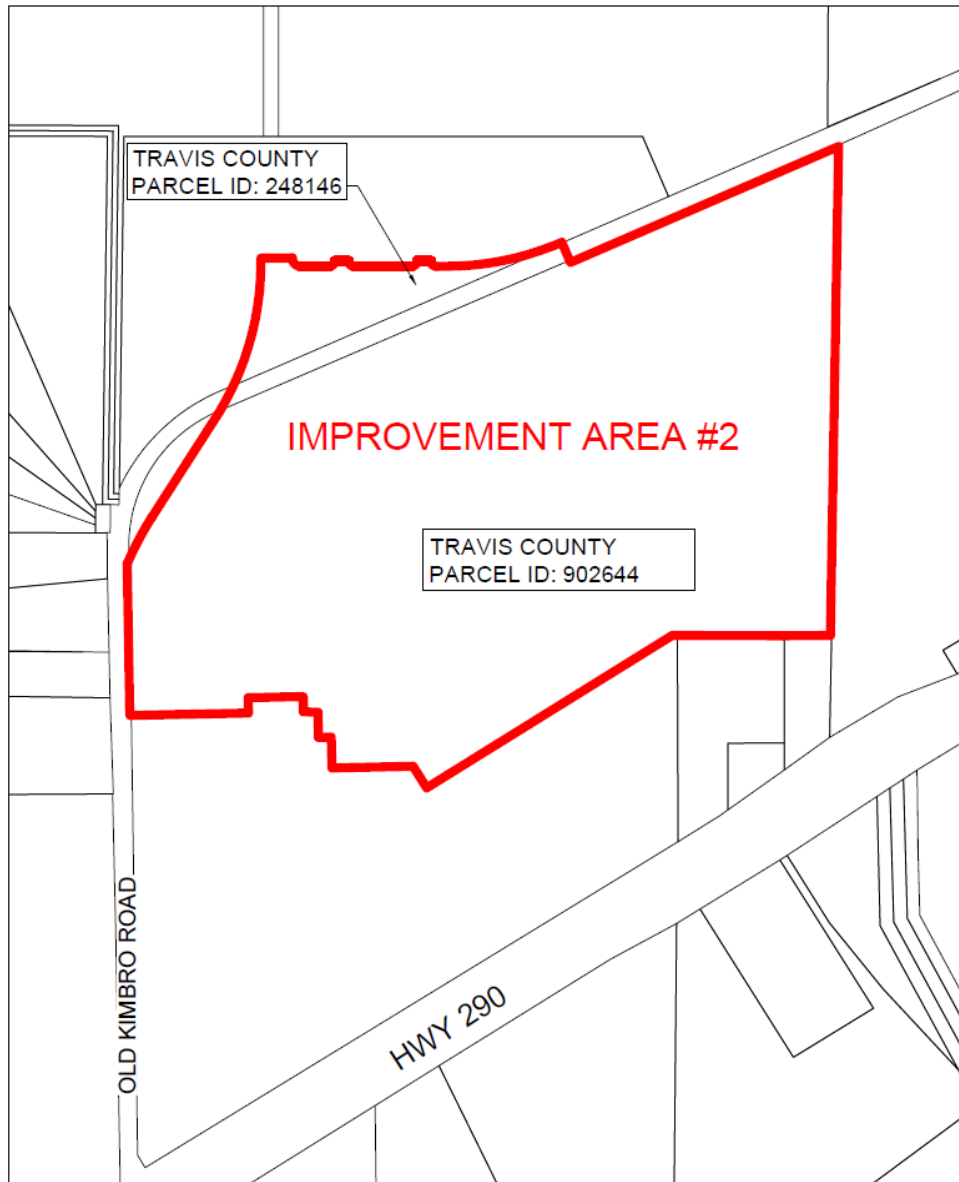 TRAVIS COUNTY
PARCEL ID: 248146
IMPROVEMENT AREA #2
TRAVIS COUNTY
PARCEL ID: 902644
OLD KIMBRO ROAD
HWY 290